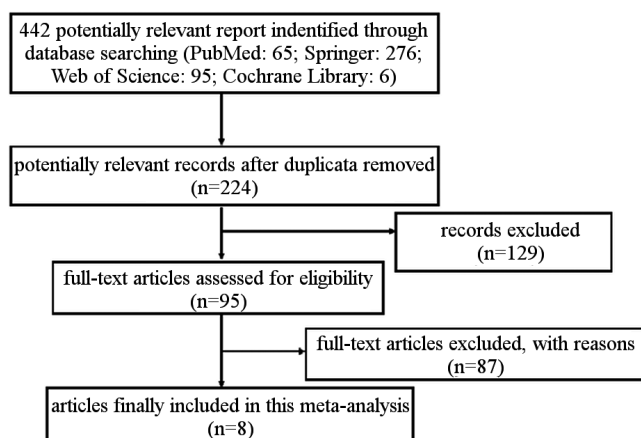 442 potentially relevant report indentified through
database searching (PubMed: 65; Springer: 276;
Web of Science: 95; Cochrane Library: 6)
potentially relevant records after duplicata removed
(n=224)
records excluded
(n=129)
full-text articles assessed for eligibility
(n=95)
full-text articles excluded, with reasons
(n=87)
articles finally included in this meta-analysis
(n=8)